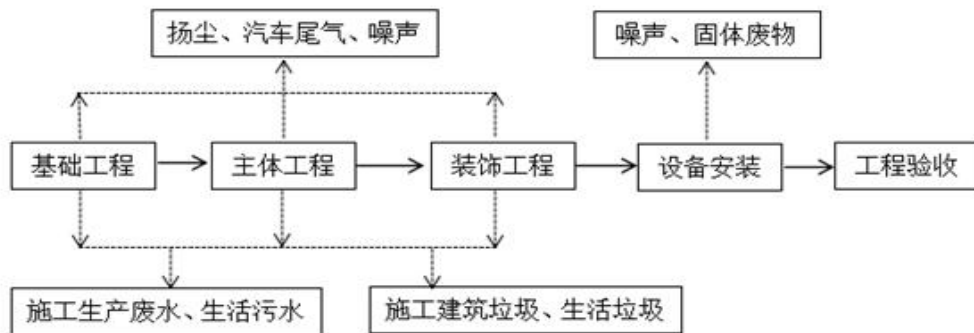 扬尘、汽车尾气、噪声
噪声、固体废物
基础工程
主体工程
装饰工程
设备安装
工程验收
施工生产废水、生活污水
施工建筑垃圾、生活垃圾